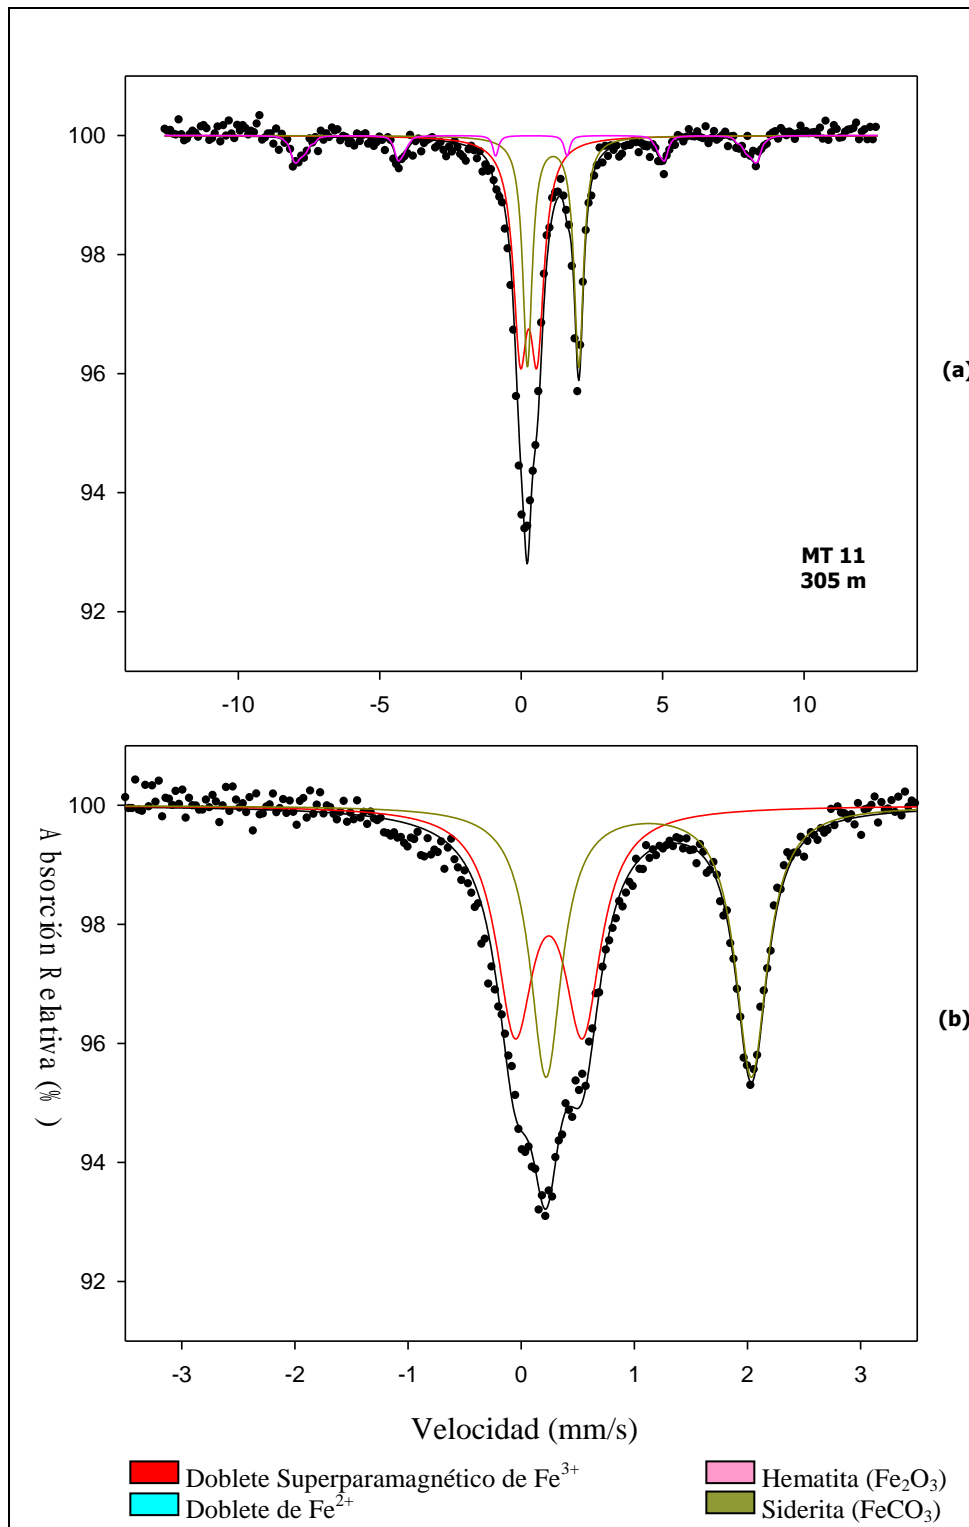 100
98
96
94
92
(a)
MT 11
305 m
-10 -5 0 5 10
100
98
96
94
92
Absorción Relativa (%)
(b)
-3 -2 -1 0 1 2 3
Velocidad (mm/s)
Doblete Superparamagnético de Fe³⁺
Hematita (Fe₂O₃)
Doblete de Fe²⁺
Siderita (FeCO₃)